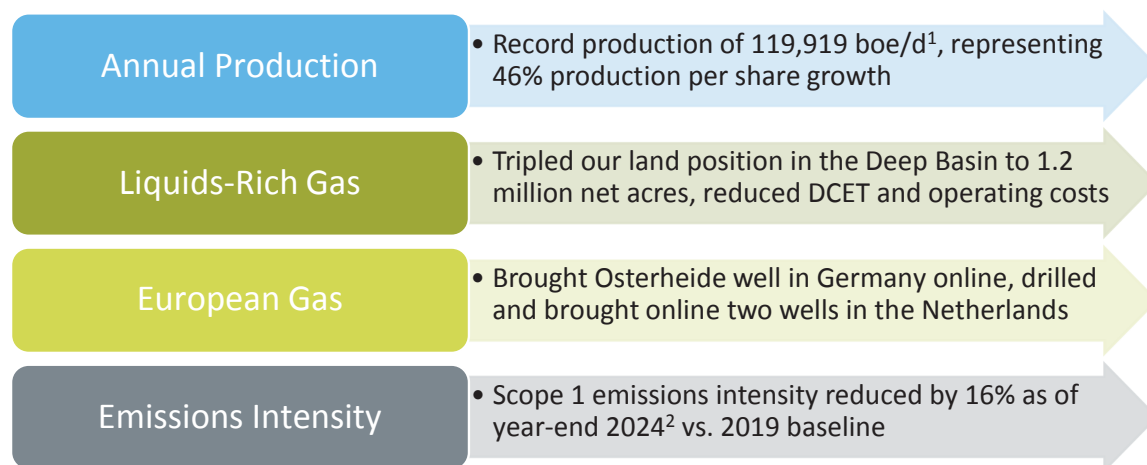 Annual Production
• Record production of 119,919 boe/d¹, representing
46% production per share growth
Liquids-Rich Gas
• Tripled our land position in the Deep Basin to 1.2
million net acres, reduced DCET and operating costs
European Gas
• Brought Osterheide well in Germany online, drilled
and brought online two wells in the Netherlands
Emissions Intensity
• Scope 1 emissions intensity reduced by 16% as of
year-end 2024² vs. 2019 baseline